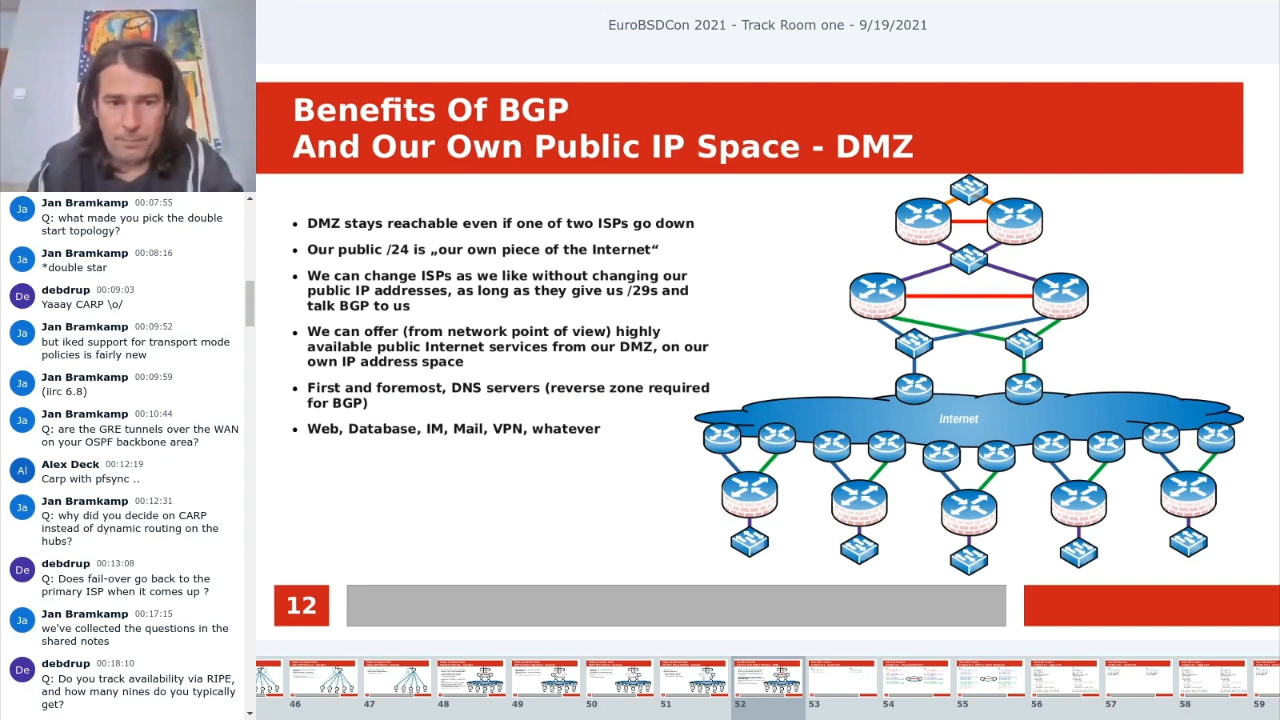 EuroBSDCon 2021 - Track Room one - 9/19/2021
Jan Bramkamp 00:07:55
Ja
Q: what made you pick the double
start topology?
Jan Bramkamp 00:08:16
Ja
*double star
debdrup 00:09:03
De
Yaaay CARP \o/
Jan Bramkamp 00:09:52
Ja
but iked support for transport mode
policies is fairly new
Jan Bramkamp 00:09:59
Ja
(iirc 6.8)
Jan Bramkamp 00:10:44
Ja
Q: are the GRE tunnels over the WAN
on your OSPF backbone area?
Alex Deck 00:12:19
Al
Carp with pfsync ..
Jan Bramkamp 00:12:31
Ja
Q: why did you decide on CARP
instead of dynamic routing on the
hubs?
debdrup 00:13:08
De
Q: Does fail-over go back to the
primary ISP when it comes up ?
Jan Bramkamp 00:17:15
Ja
we've collected the questions in the
shared notes
debdrup 00:18:10
De
Q: Do you track availability via RIPE,
and how many nines do you typically
get?
Benefits Of BGP
And Our Own Public IP Space - DMZ
• DMZ stays reachable even if one of two ISPs go down
• Our public /24 is „our own piece of the Internet“
• We can change ISPs as we like without changing our
public IP addresses, as long as they give us /29s and
talk BGP to us
• We can offer (from network point of view) highly
available public Internet services from our DMZ, on our
own IP address space
• First and foremost, DNS servers (reverse zone required
for BGP)
• Web, Database, IM, Mail, VPN, whatever
Internet
12
46 47 48 49 50 51 52 53 54 55 56 57 58 59